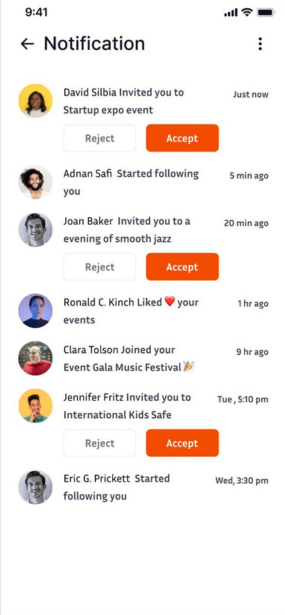 9:41
← Notification
David Silbia Invited you to
Just now
Startup expo event
Reject
Accept
Adnan Safi Started following
5 min ago
you
Joan Baker Invited you to a
20 min ago
evening of smooth jazz
Reject
Accept
Ronald C. Kinch Liked ❤️ your
1 hr ago
events
Clara Tolson Joined your
9 hr ago
Event Gala Music Festival 🎉
Jennifer Fritz Invited you to
Tue , 5:10 pm
International Kids Safe
Reject
Accept
Eric G. Prickett Started
Wed, 3:30 pm
following you